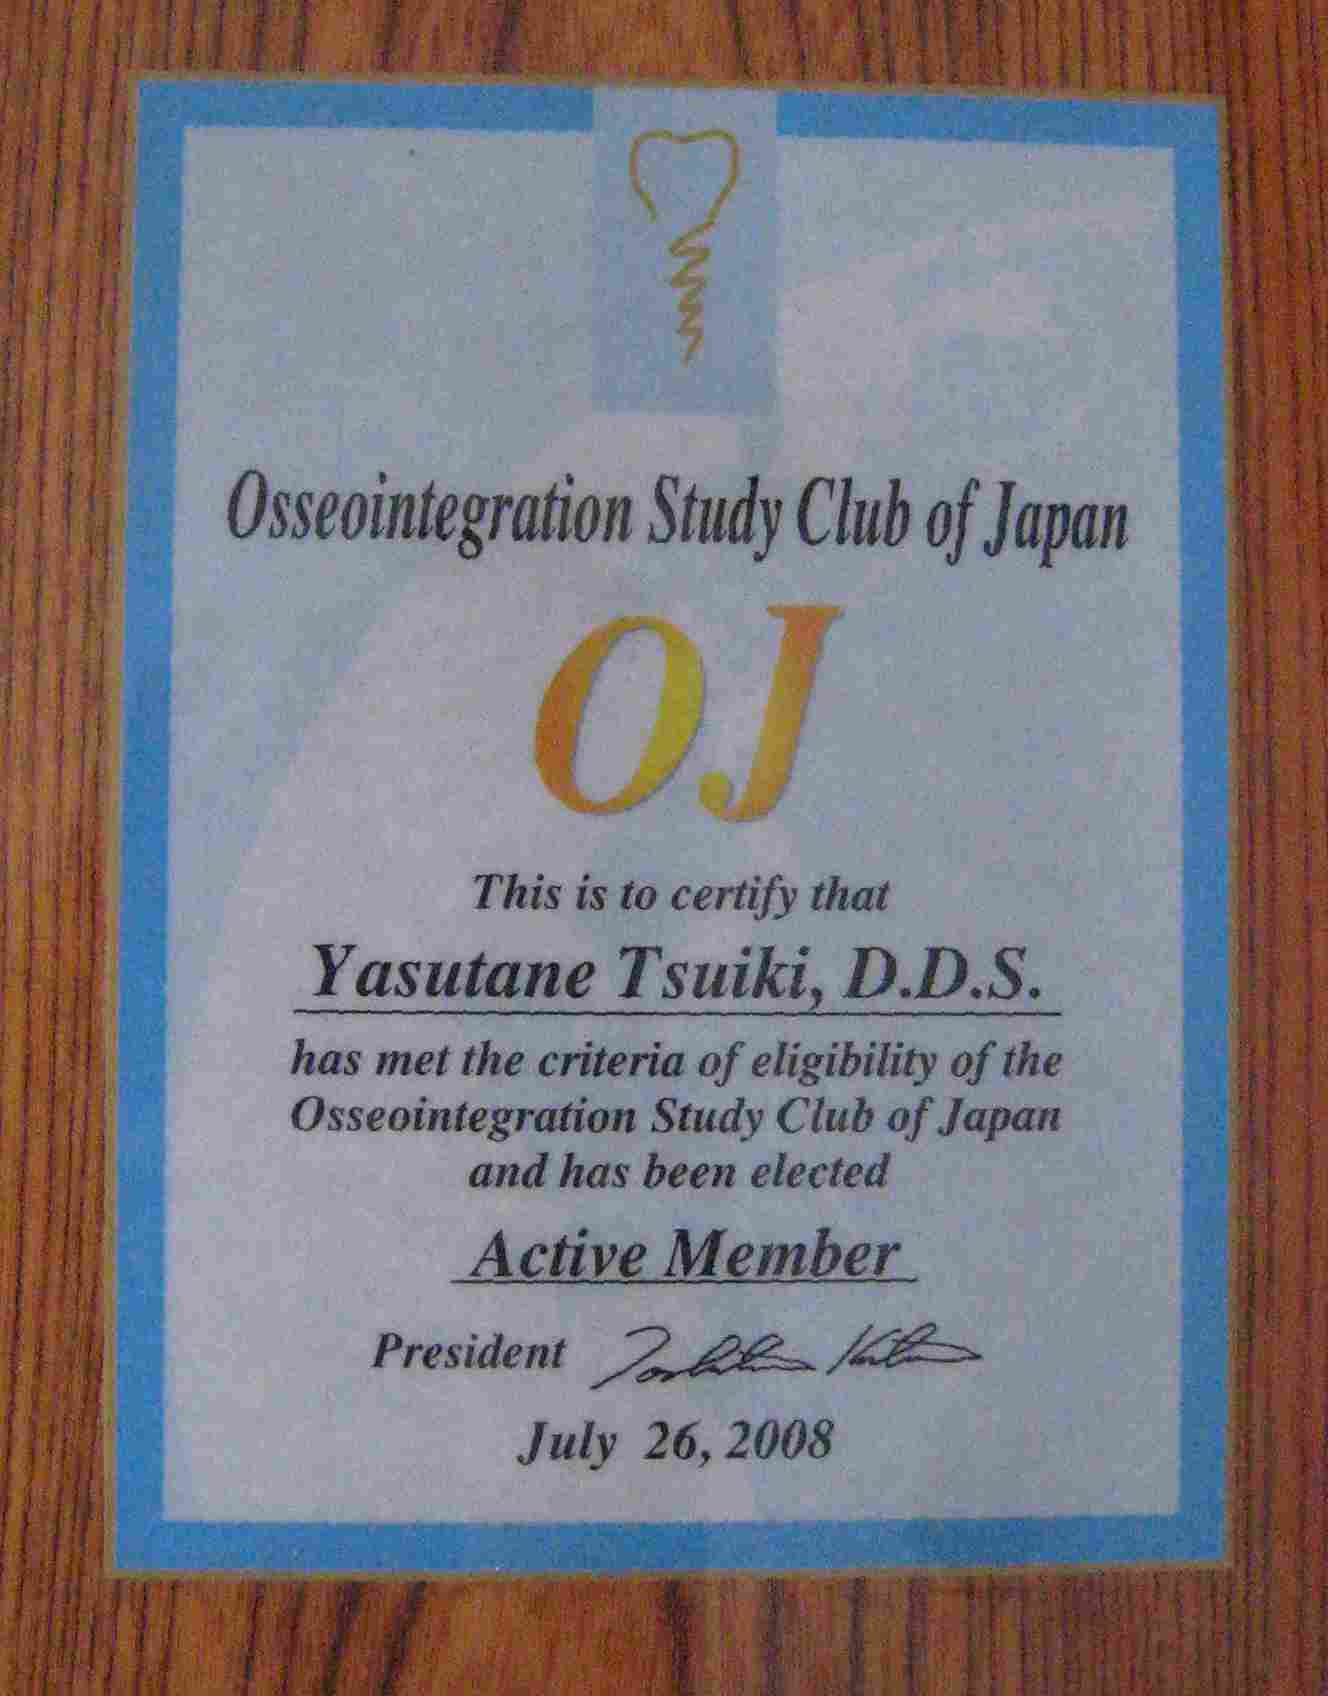 Osseointegration Study Club of Japan
OJ
This is to certify that
Yasutane Tsuiki, D.D.S.
has met the criteria of eligibility of the
Osseointegration Study Club of Japan
and has been elected
Active Member
President
July 26, 2008